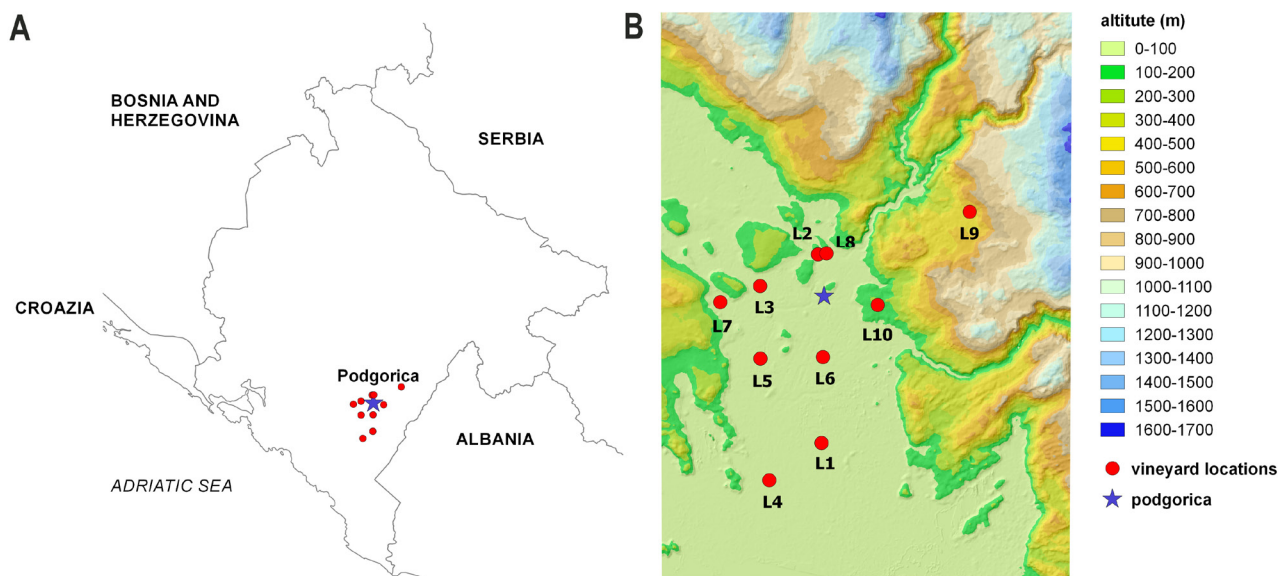 A
BOSNIA AND
HERZEGOVINA
SERBIA
CROAZIA
Podgorica
ALBANIA
ADRIATIC SEA
B
L2
L8
L9
L3
L7
L10
L5
L6
L1
L4
altitute (m)
0-100
100-200
200-300
300-400
400-500
500-600
600-700
700-800
800-900
900-1000
1000-1100
1100-1200
1200-1300
1300-1400
1400-1500
1500-1600
1600-1700
vineyard locations
podgorica